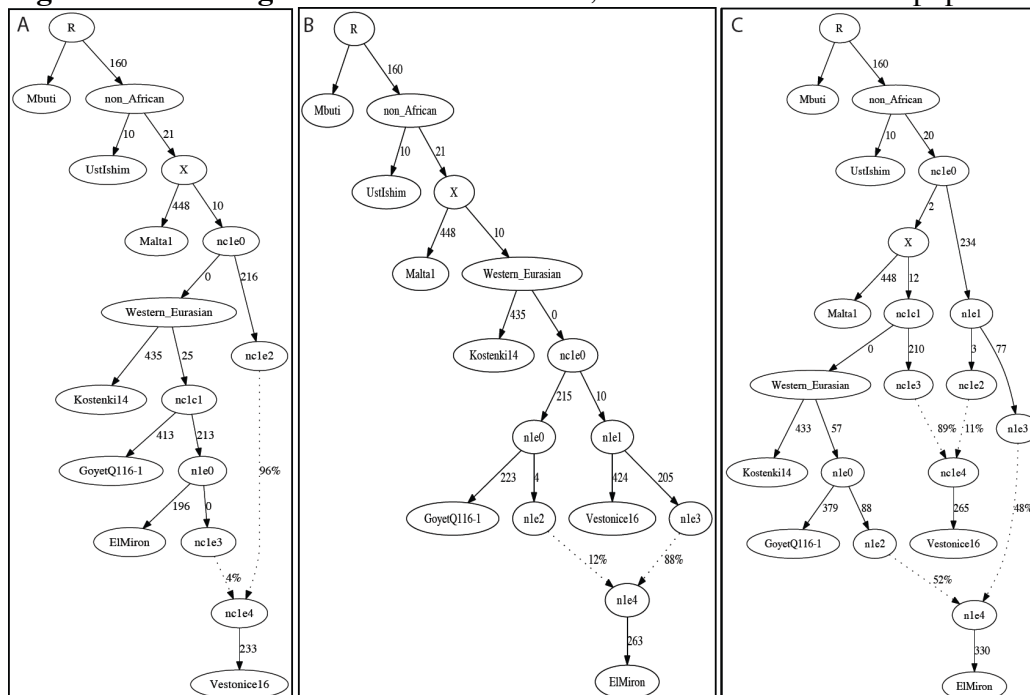 A
R
160
Mbuti
non_African
10
21
UstIshim
X
448
10
Malta1
nc1e0
0
216
Western_Eurasian
435
25
nc1e2
Kostenki14
nc1c1
413
213
GoyetQ116-1
n1e0
96%
196
0
ElMiron
nc1e3
4%
nc1e4
233
Vestonice16
B
R
160
Mbuti
non_African
10
21
UstIshim
X
448
10
Malta1
Western_Eurasian
435
0
Kostenki14
nc1e0
215
10
n1e0
n1e1
223
4
424
205
GoyetQ116-1
n1e2
Vestonice16
n1e3
12%
88%
n1e4
263
ElMiron
C
R
160
Mbuti
non_African
10
20
UstIshim
nc1e0
2
X
234
448
12
Malta1
nc1c1
n1e1
0
210
3
77
Western_Eurasian
nc1e3
nc1e2
433
57
89%
11%
n1e3
Kostenki14
n1e0
nc1e4
379
88
265
48%
GoyetQ116-1
n1e2
Vestonice16
52%
n1e4
330
ElMiron